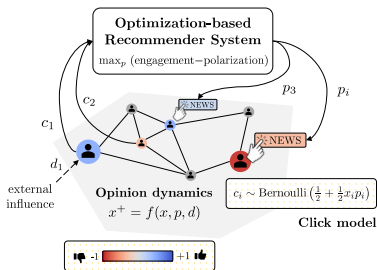 Optimization-based
Recommender System
max_p (engagement−polarization)
c_1
c_2
NEWS
p_3
p_i
NEWS
d_1
external
influence
Opinion dynamics
x^+ = f(x, p, d)
c_i ∼ Bernoulli (1/2 + 1/2 x_i p_i)
Click model
-1
+1